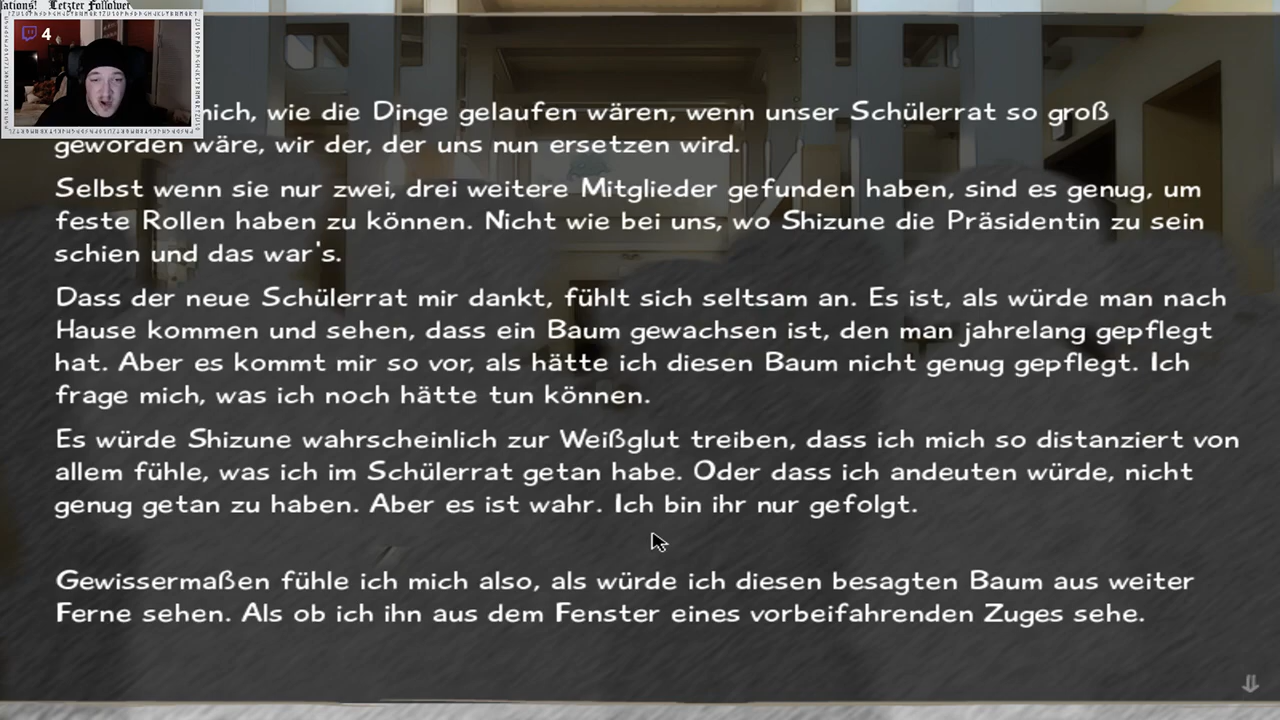 lations! Letzter Follower
4
mich, wie die Dinge gelaufen wären, wenn unser Schülerrat so groß
geworden wäre, wir der, der uns nun ersetzen wird.
Selbst wenn sie nur zwei, drei weitere Mitglieder gefunden haben, sind es genug, um
feste Rollen haben zu können. Nicht wie bei uns, wo Shizune die Präsidentin zu sein
schien und das war's.
Dass der neue Schülerrat mir dankt, fühlt sich seltsam an. Es ist, als würde man nach
Hause kommen und sehen, dass ein Baum gewachsen ist, den man jahrelang gepflegt
hat. Aber es kommt mir so vor, als hätte ich diesen Baum nicht genug gepflegt. Ich
frage mich, was ich noch hätte tun können.
Es würde Shizune wahrscheinlich zur Weißglut treiben, dass ich mich so distanziert von
allem fühle, was ich im Schülerrat getan habe. Oder dass ich andeuten würde, nicht
genug getan zu haben. Aber es ist wahr. Ich bin ihr nur gefolgt.
Gewissermaßen fühle ich mich also, als würde ich diesen besagten Baum aus weiter
Ferne sehen. Als ob ich ihn aus dem Fenster eines vorbeifahrenden Zuges sehe.